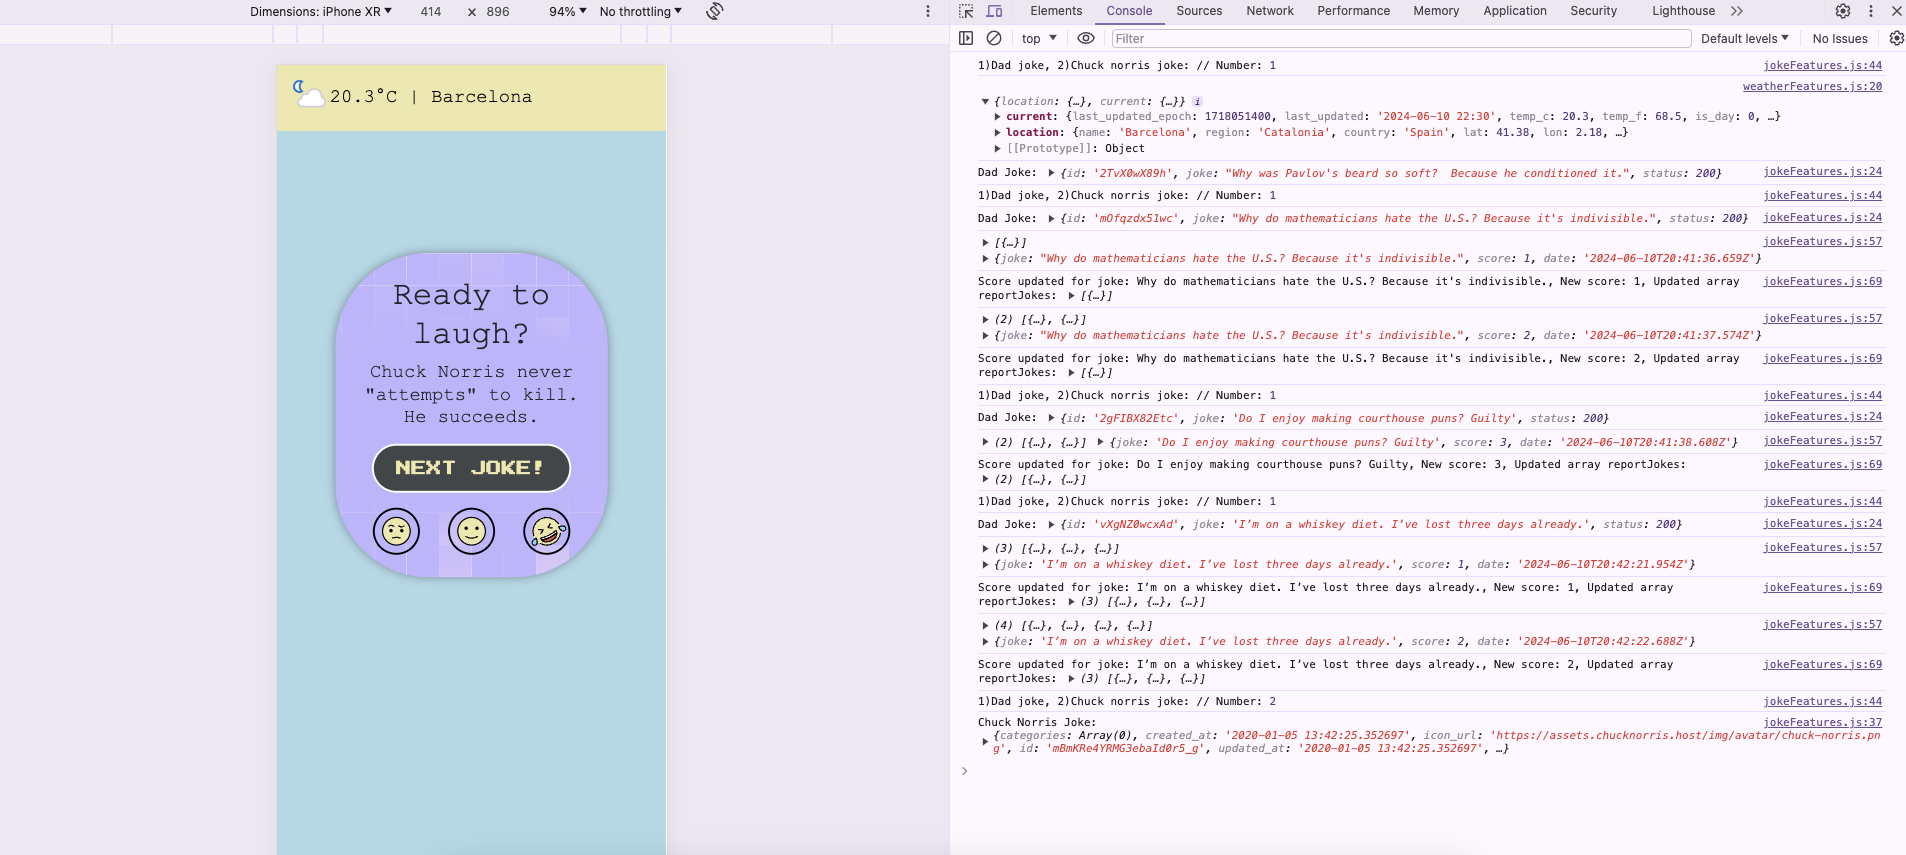 Dimensions: iPhone XR ▼ 414 × 896 94% ▼ No throttling ▼
20.3°C | Barcelona
Ready to
laugh?
Chuck Norris never
"attempts" to kill.
He succeeds.
NEXT JOKE!
Elements Console Sources Network Performance Memory Application Security Lighthouse
top ▼ Filter Default levels ▼ No Issues
1)Dad joke, 2)Chuck norris joke: // Number: 1 jokeFeatures.js:44
weatherFeatures.js:20
▼ {location: {…}, current: {…}} i
▶ current: {last_updated_epoch: 1718051400, last_updated: '2024-06-10 22:30', temp_c: 20.3, temp_f: 68.5, is_day: 0, …}
▶ location: {name: 'Barcelona', region: 'Catalonia', country: 'Spain', lat: 41.38, lon: 2.18, …}
▶ [[Prototype]]: Object
Dad Joke: ▶ {id: '2TvX0wX89h', joke: "Why was Pavlov's beard so soft?  Because he conditioned it.", status: 200} jokeFeatures.js:24
1)Dad joke, 2)Chuck norris joke: // Number: 1 jokeFeatures.js:44
Dad Joke: ▶ {id: 'mOfqzdx51wc', joke: "Why do mathematicians hate the U.S.? Because it's indivisible.", status: 200} jokeFeatures.js:24
▶ [{…}] jokeFeatures.js:57
▶ {joke: "Why do mathematicians hate the U.S.? Because it's indivisible.", score: 1, date: '2024-06-10T20:41:36.659Z'}
Score updated for joke: Why do mathematicians hate the U.S.? Because it's indivisible., New score: 1, Updated array jokeFeatures.js:69
reportJokes: ▶ [{…}]
▶ (2) [{…}, {…}] jokeFeatures.js:57
▶ {joke: "Why do mathematicians hate the U.S.? Because it's indivisible.", score: 2, date: '2024-06-10T20:41:37.574Z'}
Score updated for joke: Why do mathematicians hate the U.S.? Because it's indivisible., New score: 2, Updated array jokeFeatures.js:69
reportJokes: ▶ [{…}]
1)Dad joke, 2)Chuck norris joke: // Number: 1 jokeFeatures.js:44
Dad Joke: ▶ {id: '2gFIBX82Etc', joke: 'Do I enjoy making courthouse puns? Guilty', status: 200} jokeFeatures.js:24
▶ (2) [{…}, {…}] ▶ {joke: 'Do I enjoy making courthouse puns? Guilty', score: 3, date: '2024-06-10T20:41:38.608Z'} jokeFeatures.js:57
Score updated for joke: Do I enjoy making courthouse puns? Guilty, New score: 3, Updated array reportJokes: jokeFeatures.js:69
▶ (2) [{…}, {…}]
1)Dad joke, 2)Chuck norris joke: // Number: 1 jokeFeatures.js:44
Dad Joke: ▶ {id: 'vXgNZ0wcxAd', joke: 'I’m on a whiskey diet. I’ve lost three days already.', status: 200} jokeFeatures.js:24
▶ (3) [{…}, {…}, {…}] jokeFeatures.js:57
▶ {joke: 'I’m on a whiskey diet. I’ve lost three days already.', score: 1, date: '2024-06-10T20:42:21.954Z'}
Score updated for joke: I’m on a whiskey diet. I’ve lost three days already., New score: 1, Updated array jokeFeatures.js:69
reportJokes: ▶ (3) [{…}, {…}, {…}]
▶ (4) [{…}, {…}, {…}, {…}] jokeFeatures.js:57
▶ {joke: 'I’m on a whiskey diet. I’ve lost three days already.', score: 2, date: '2024-06-10T20:42:22.688Z'}
Score updated for joke: I’m on a whiskey diet. I’ve lost three days already., New score: 2, Updated array jokeFeatures.js:69
reportJokes: ▶ (3) [{…}, {…}, {…}]
1)Dad joke, 2)Chuck norris joke: // Number: 2 jokeFeatures.js:44
Chuck Norris Joke: jokeFeatures.js:37
▶ {categories: Array(0), created_at: '2020-01-05 13:42:25.352697', icon_url: 'https://assets.chucknorris.host/img/avatar/chuck-norris.pn
g', id: 'mBmKRe4YRMG3ebaId0r5_g', updated_at: '2020-01-05 13:42:25.352697', …}